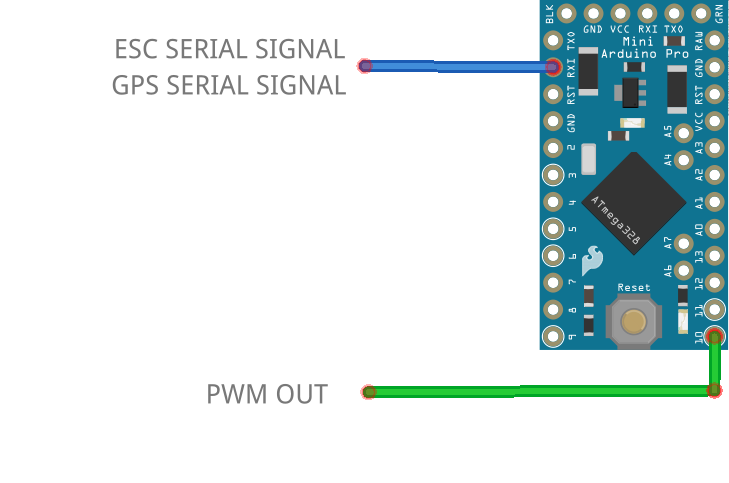 BLK
GRN
GND VCC RXI TXO
ESC SERIAL SIGNAL
GPS SERIAL SIGNAL
Mini
Arduino Pro
TXO
RXI
RST
GND
2
3
4
5
6
7
8
9
RAW
GND
RST
VCC
A3
A2
A1
A0
13
12
11
10
A5
A4
A7
A6
ATmega328
Reset
PWM OUT